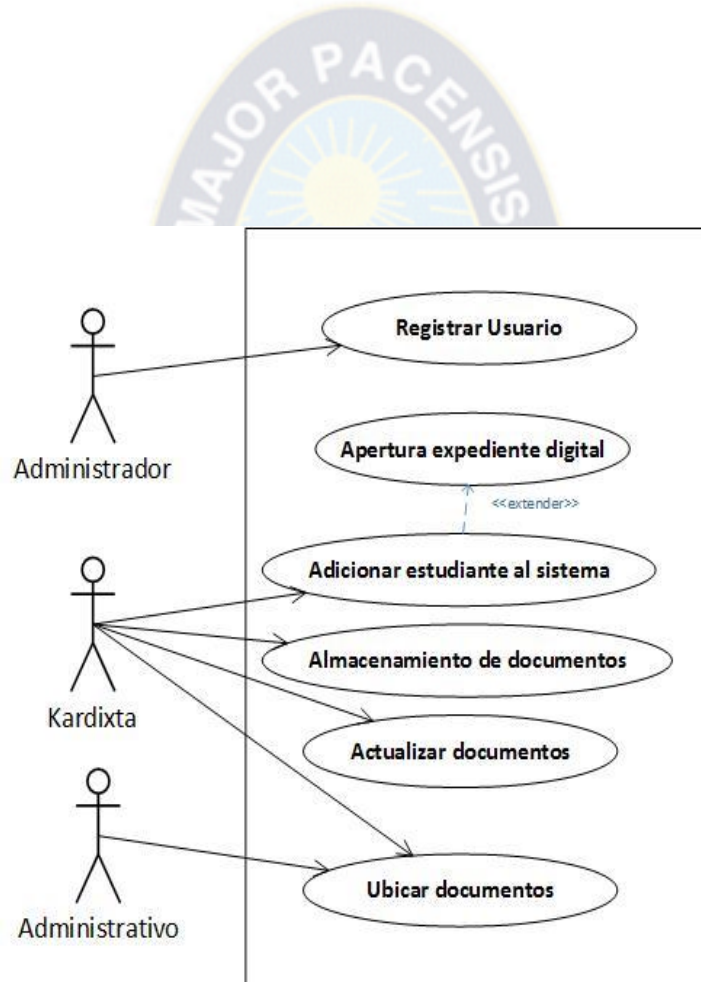 MAJOR PACENSIS
Registrar Usuario
Administrador
Apertura expediente digital
<<extender>>
Adicionar estudiante al sistema
Almacenamiento de documentos
Kardixta
Actualizar documentos
Ubicar documentos
Administrativo